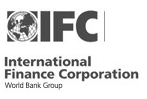 IFC
International
Finance Corporation
World Bank Group